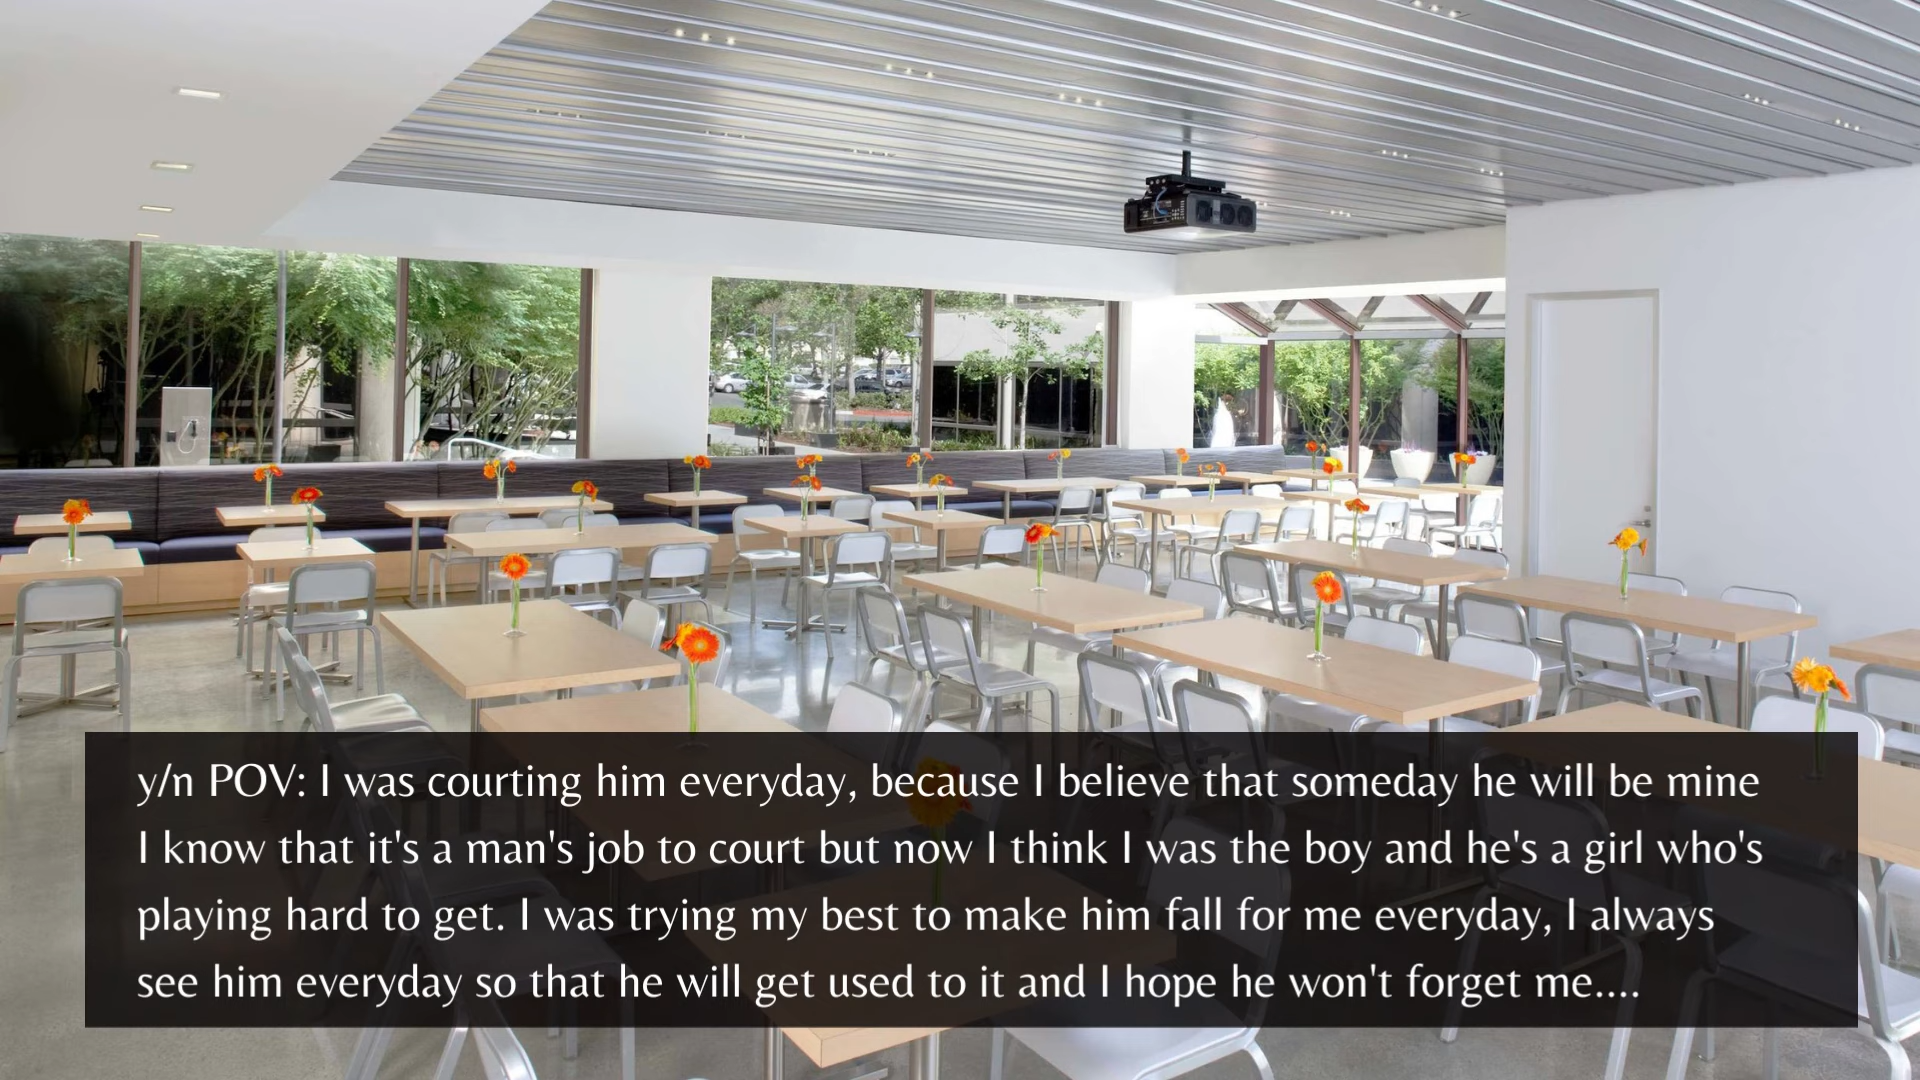 y/n POV: I was courting him everyday, because I believe that someday he will be mine
I know that it's a man's job to court but now I think I was the boy and he's a girl who's
playing hard to get. I was trying my best to make him fall for me everyday, I always
see him everyday so that he will get used to it and I hope he won't forget me....